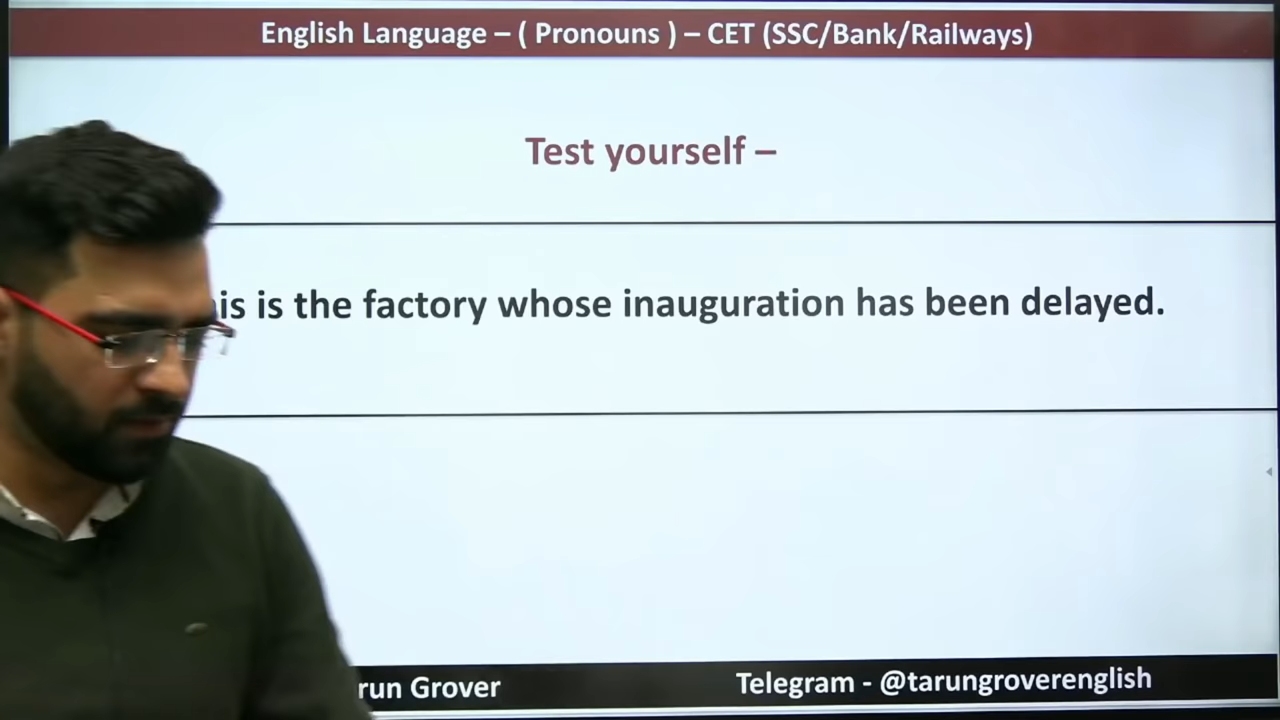 English Language – ( Pronouns ) – CET (SSC/Bank/Railways)
Test yourself –
is is the factory whose inauguration has been delayed.
run Grover
Telegram - @tarungroverenglish